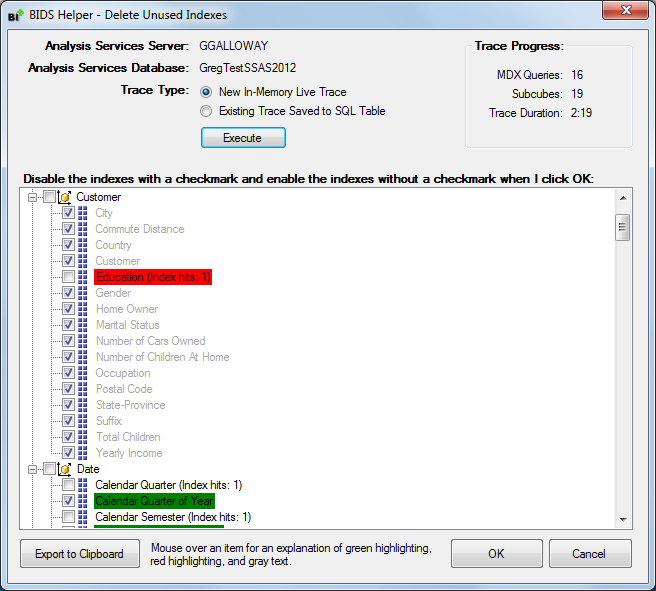 BI BIDS Helper - Delete Unused Indexes
Analysis Services Server: GGALLOWAY
Analysis Services Database: GregTestSSAS2012
Trace Type: New In-Memory Live Trace
Existing Trace Saved to SQL Table
Execute
Trace Progress:
MDX Queries: 16
Subcubes: 19
Trace Duration: 2:19
Disable the indexes with a checkmark and enable the indexes without a checkmark when I click OK:
Customer
City
Commute Distance
Country
Customer
Education (Index hits: 1)
Gender
Home Owner
Marital Status
Number of Cars Owned
Number of Children At Home
Occupation
Postal Code
State-Province
Suffix
Total Children
Yearly Income
Date
Calendar Quarter (Index hits: 1)
Calendar Quarter of Year
Calendar Semester (Index hits: 1)
Export to Clipboard
Mouse over an item for an explanation of green highlighting,
red highlighting, and gray text.
OK
Cancel